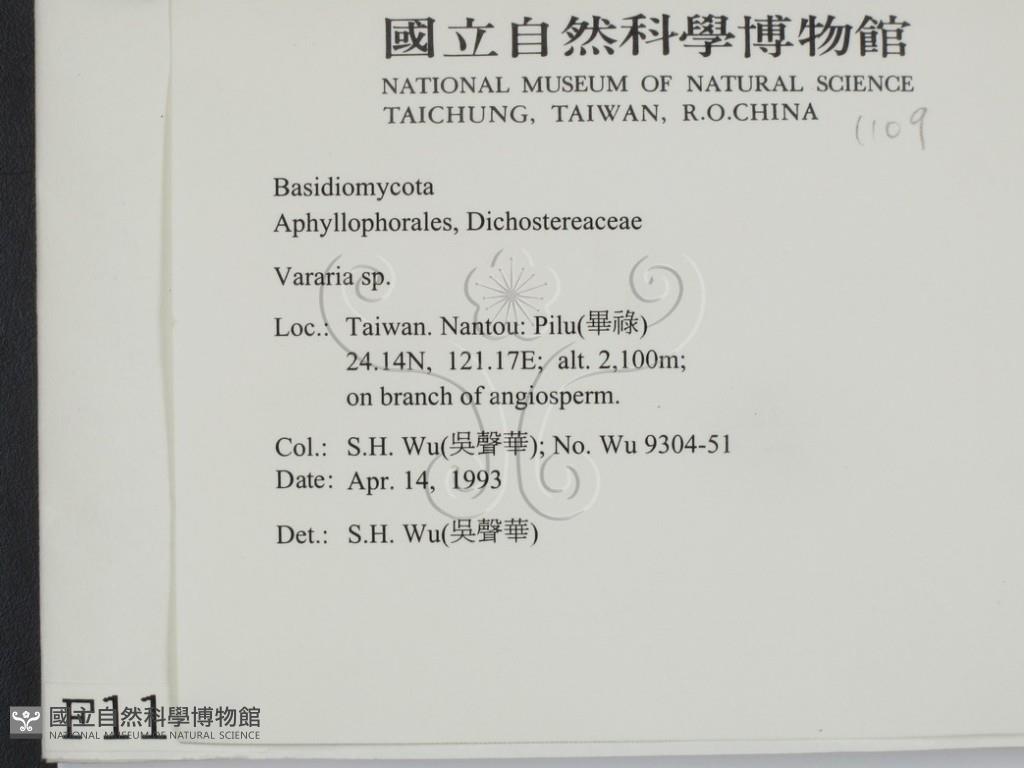 國立自然科學博物館
NATIONAL MUSEUM OF NATURAL SCIENCE
TAICHUNG, TAIWAN, R.O.CHINA
1109
Basidiomycota
Aphyllophorales, Dichostereaceae
Vararia sp.
Loc.: Taiwan. Nantou: Pilu(畢祿)
24.14N, 121.17E; alt. 2,100m;
on branch of angiosperm.
Col.: S.H. Wu(吳聲華); No. Wu 9304-51
Date: Apr. 14, 1993
Det.: S.H. Wu(吳聲華)
F11
國立自然科學博物館
NATIONAL MUSEUM OF NATURAL SCIENCE